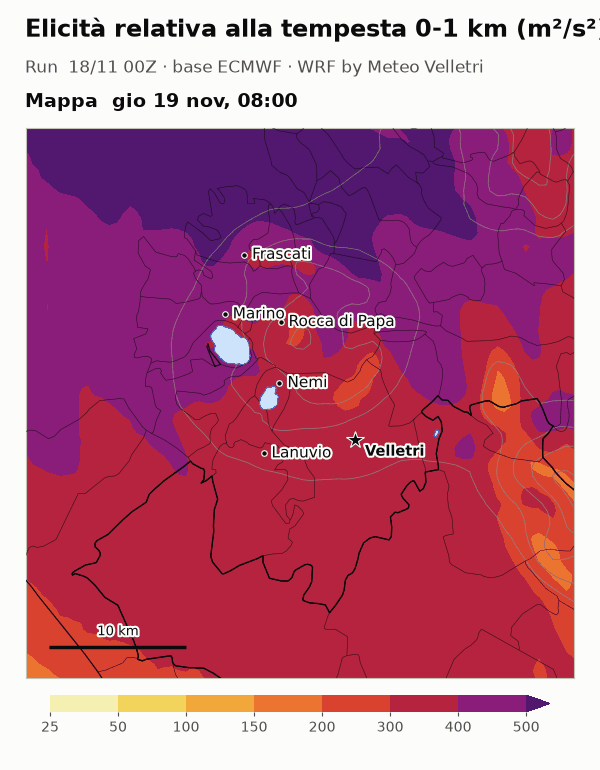 Elicità relativa alla tempesta 0-1 km (m²/s²)
Run 18/11 00Z · base ECMWF · WRF by Meteo Velletri
Mappa gio 19 nov, 08:00
Frascati
Marino
Rocca di Papa
Nemi
Velletri
Lanuvio
10 km
25 50 100 150 200 300 400 500